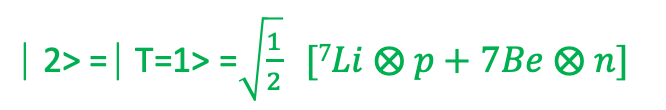 | 2> = | T=1> = √1/2 [⁷Li ⊗ p + 7Be ⊗ n]